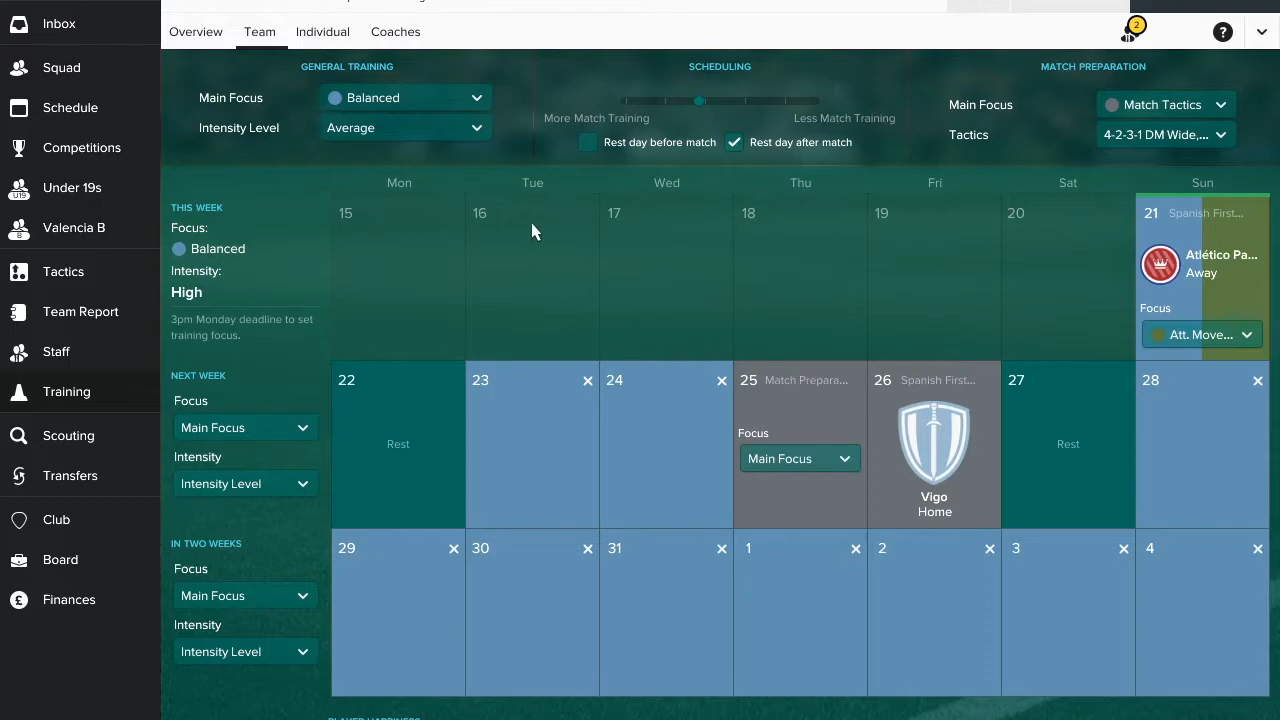 Inbox
Squad
Schedule
Competitions
Under 19s
Valencia B
Tactics
Team Report
Staff
Training
Scouting
Transfers
Club
Board
Finances
Overview Team Individual Coaches
2
?
GENERAL TRAINING
Main Focus Balanced
Intensity Level Average
SCHEDULING
More Match Training Less Match Training
Rest day before match Rest day after match
MATCH PREPARATION
Main Focus Match Tactics
Tactics 4-2-3-1 DM Wide,...
Mon Tue Wed Thu Fri Sat Sun
THIS WEEK
Focus:
Balanced
Intensity:
High
3pm Monday deadline to set
training focus.
15 16 17 18 19 20 21 Spanish First...
Atlético Pa...
Away
Focus
Att. Move...
NEXT WEEK
Focus
Main Focus
Intensity
Intensity Level
22 23 24 25 Match Prepara... 26 Spanish First... 27 28
Rest
Focus
Main Focus
Vigo
Home
Rest
IN TWO WEEKS
Focus
Main Focus
Intensity
Intensity Level
29 30 31 1 2 3 4
PLAYER HAPPINESS